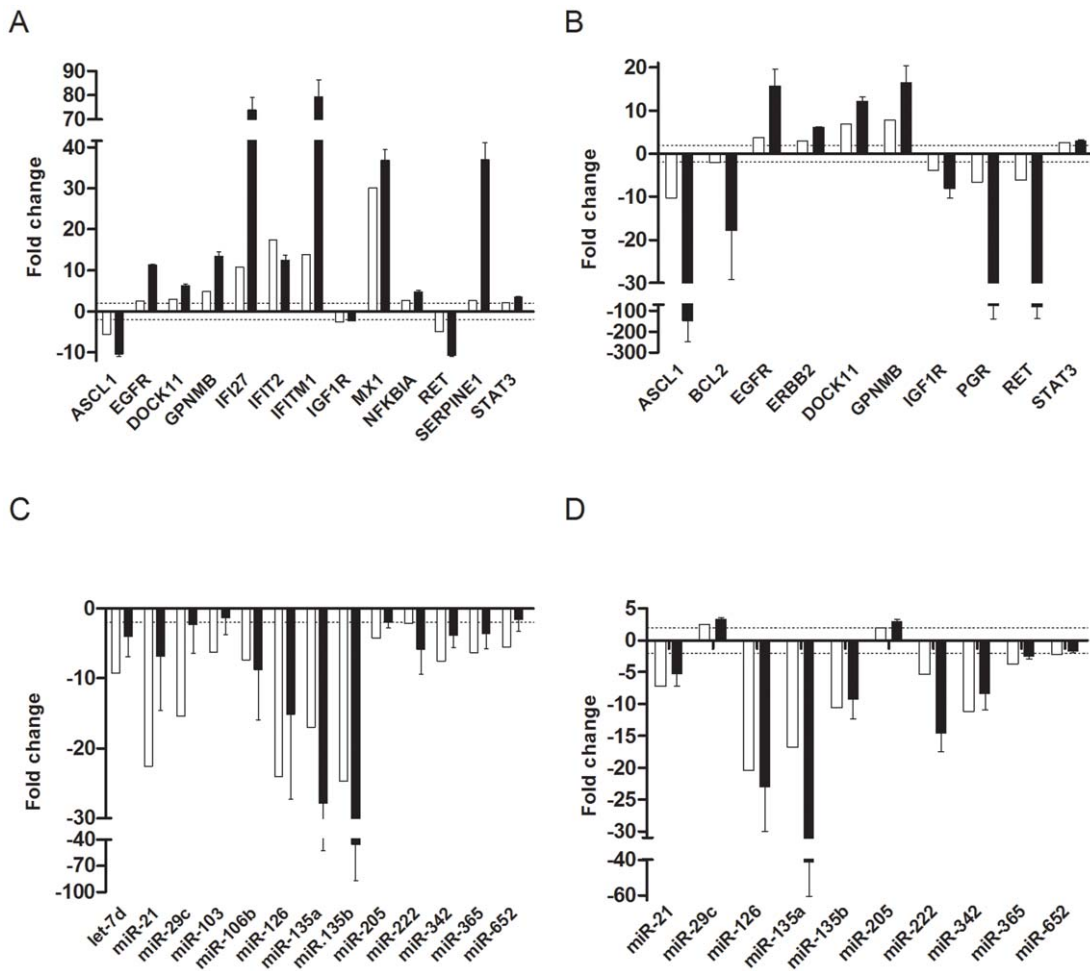 A
90
80
70
40
30
20
10
0
-10
Fold change
ASCL1
EGFR
DOCK11
GPNMB
IFI27
IFIT2
IFITM1
IGF1R
MX1
NFKBIA
RET
SERPINE1
STAT3
B
20
10
0
-10
-20
-30
-100
-200
-300
Fold change
ASCL1
BCL2
EGFR
ERBB2
DOCK11
GPNMB
IGF1R
PGR
RET
STAT3
C
0
-10
-20
-30
-40
-70
-100
Fold change
let-7d
miR-21
miR-29c
miR-103
miR-106b
miR-126
miR-135a
miR.135b
miR-205
miR-222
miR-342
miR-365
miR-652
D
5
0
-5
-10
-15
-20
-25
-30
-40
-60
Fold change
miR-21
miR-29c
miR-126
miR-135a
miR-135b
miR-205
miR-222
miR-342
miR-365
miR-652